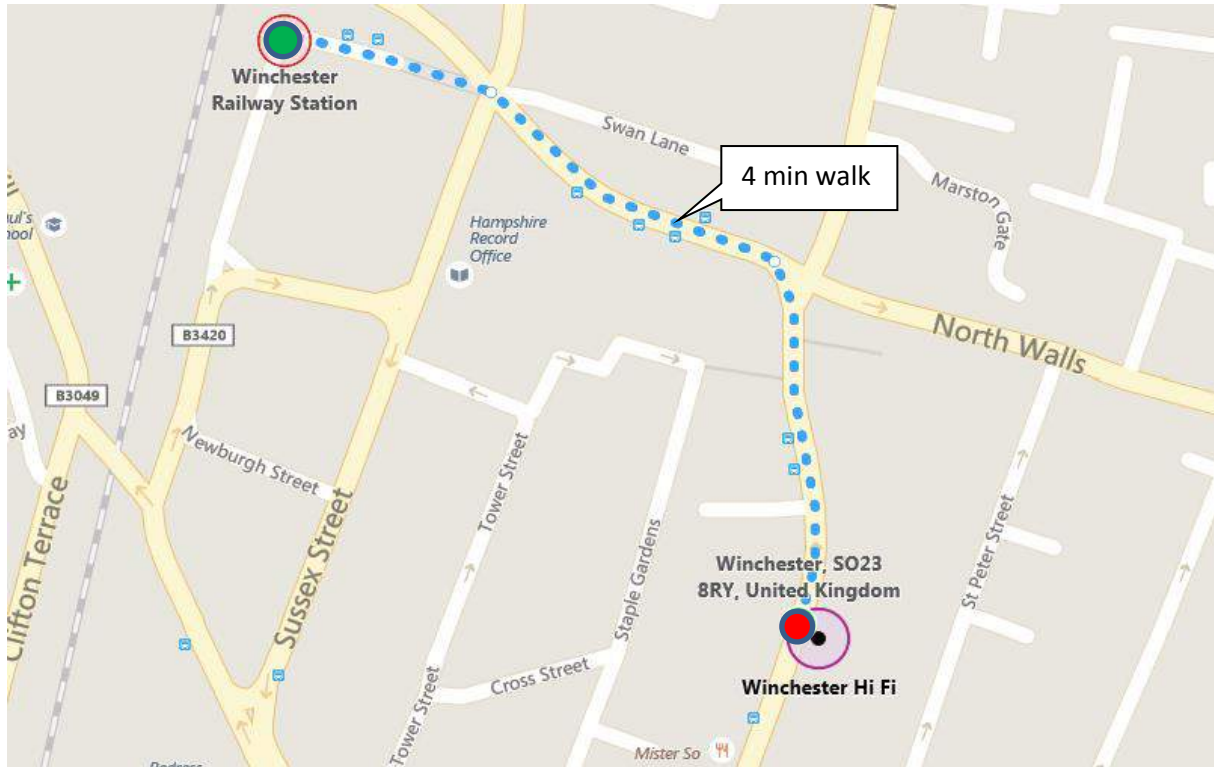 Winchester
Railway Station
Swan Lane
4 min walk
Marston
Gate
Hampshire
Record
Office
B3420
North Walls
B3049
Newburgh Street
Clifton Terrace
Sussex Street
Tower Street
Staple Gardens
St Peter Street
Winchester, SO23
8RY, United Kingdom
Cross Street
Tower Street
Winchester Hi Fi
Mister So